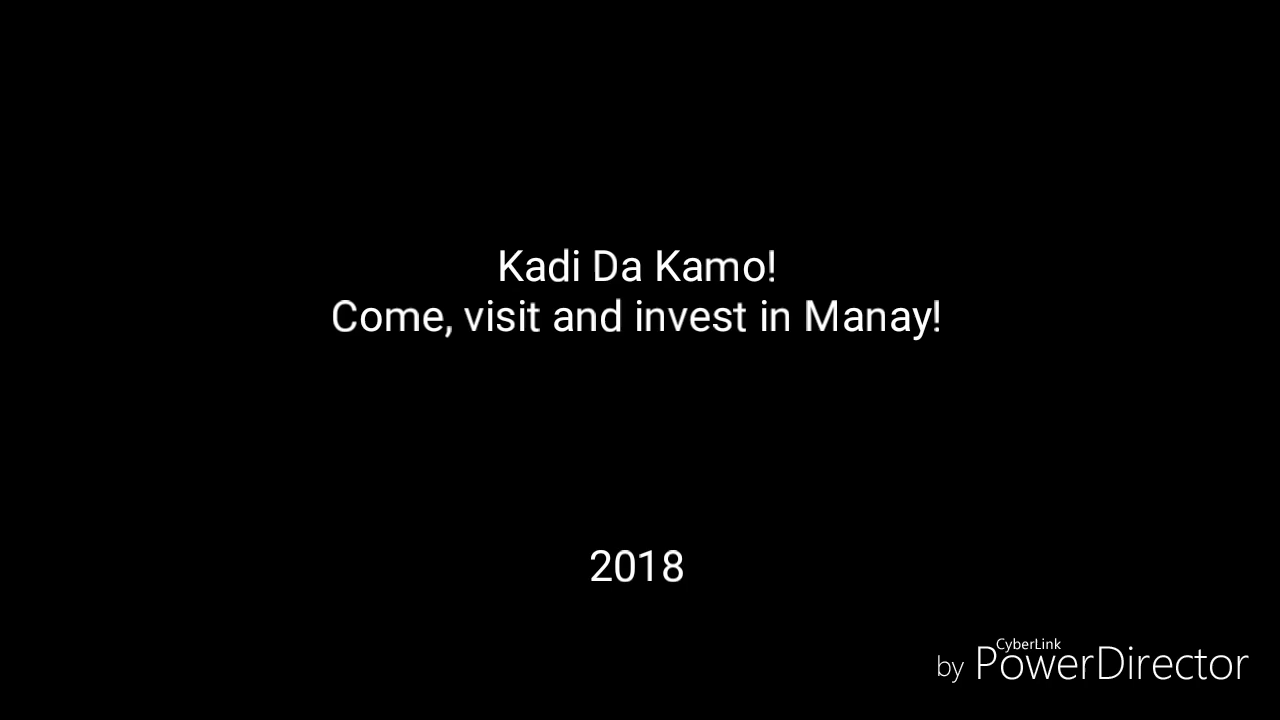 Kadi Da Kamo!
Come, visit and invest in Manay!
2018
CyberLink
by PowerDirector